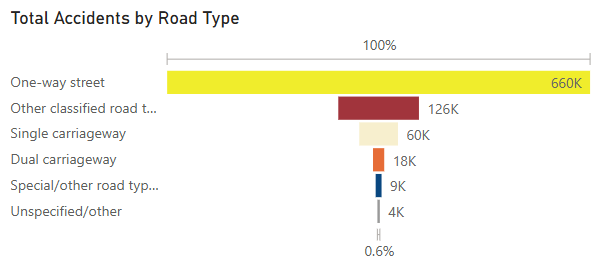 Total Accidents by Road Type
100%
One-way street 660K
Other classified road t... 126K
Single carriageway 60K
Dual carriageway 18K
Special/other road typ... 9K
Unspecified/other 4K
0.6%